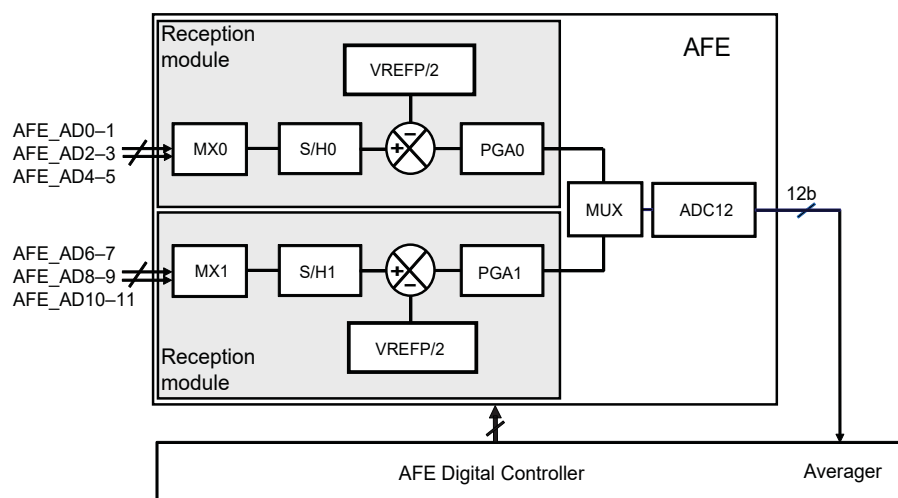 Reception
module
AFE
VREFP/2
AFE_AD0–1
AFE_AD2–3
AFE_AD4–5
MX0
S/H0
−
+
PGA0
12b
MUX
ADC12
AFE_AD6–7
AFE_AD8–9
AFE_AD10–11
MX1
S/H1
+
−
PGA1
VREFP/2
Reception
module
AFE Digital Controller
Averager